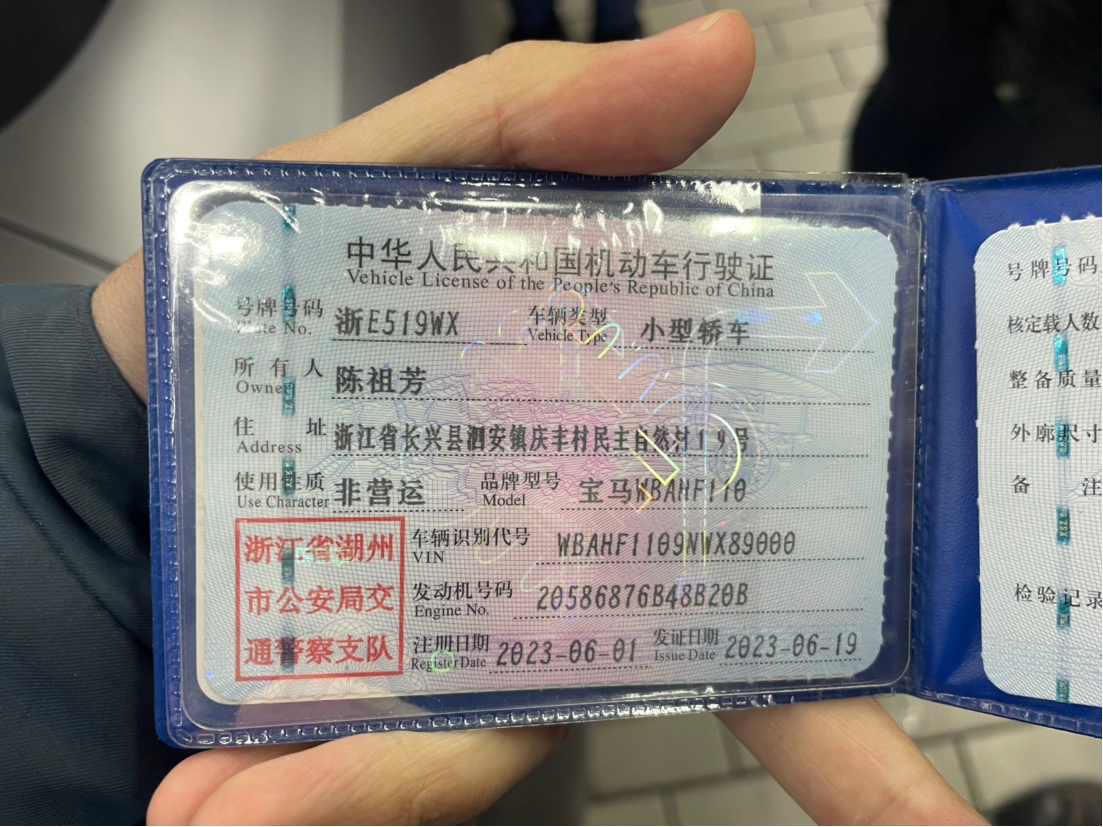 中华人民共和国机动车行驶证
Vehicle License of the People's Republic of China
号牌号码 浙E519WX 车辆类型 小型轿车
Plate No. Vehicle Type
所有人 陈祖芳
Owner
住址 浙江省长兴县泗安镇庆丰村民主自然村19号
Address
使用性质 非营运 品牌型号 宝马WBAHF110
Use Character Model
浙江省湖州
市公安局交
通警察支队
车辆识别代号 WBAHF1109NWX89000
VIN
发动机号码 20586876B48B20B
Engine No.
注册日期 2023-06-01 发证日期 2023-06-19
Register Date Issue Date
号牌号码
核定载人数
整备质量
外廓尺寸
备注
检验记录